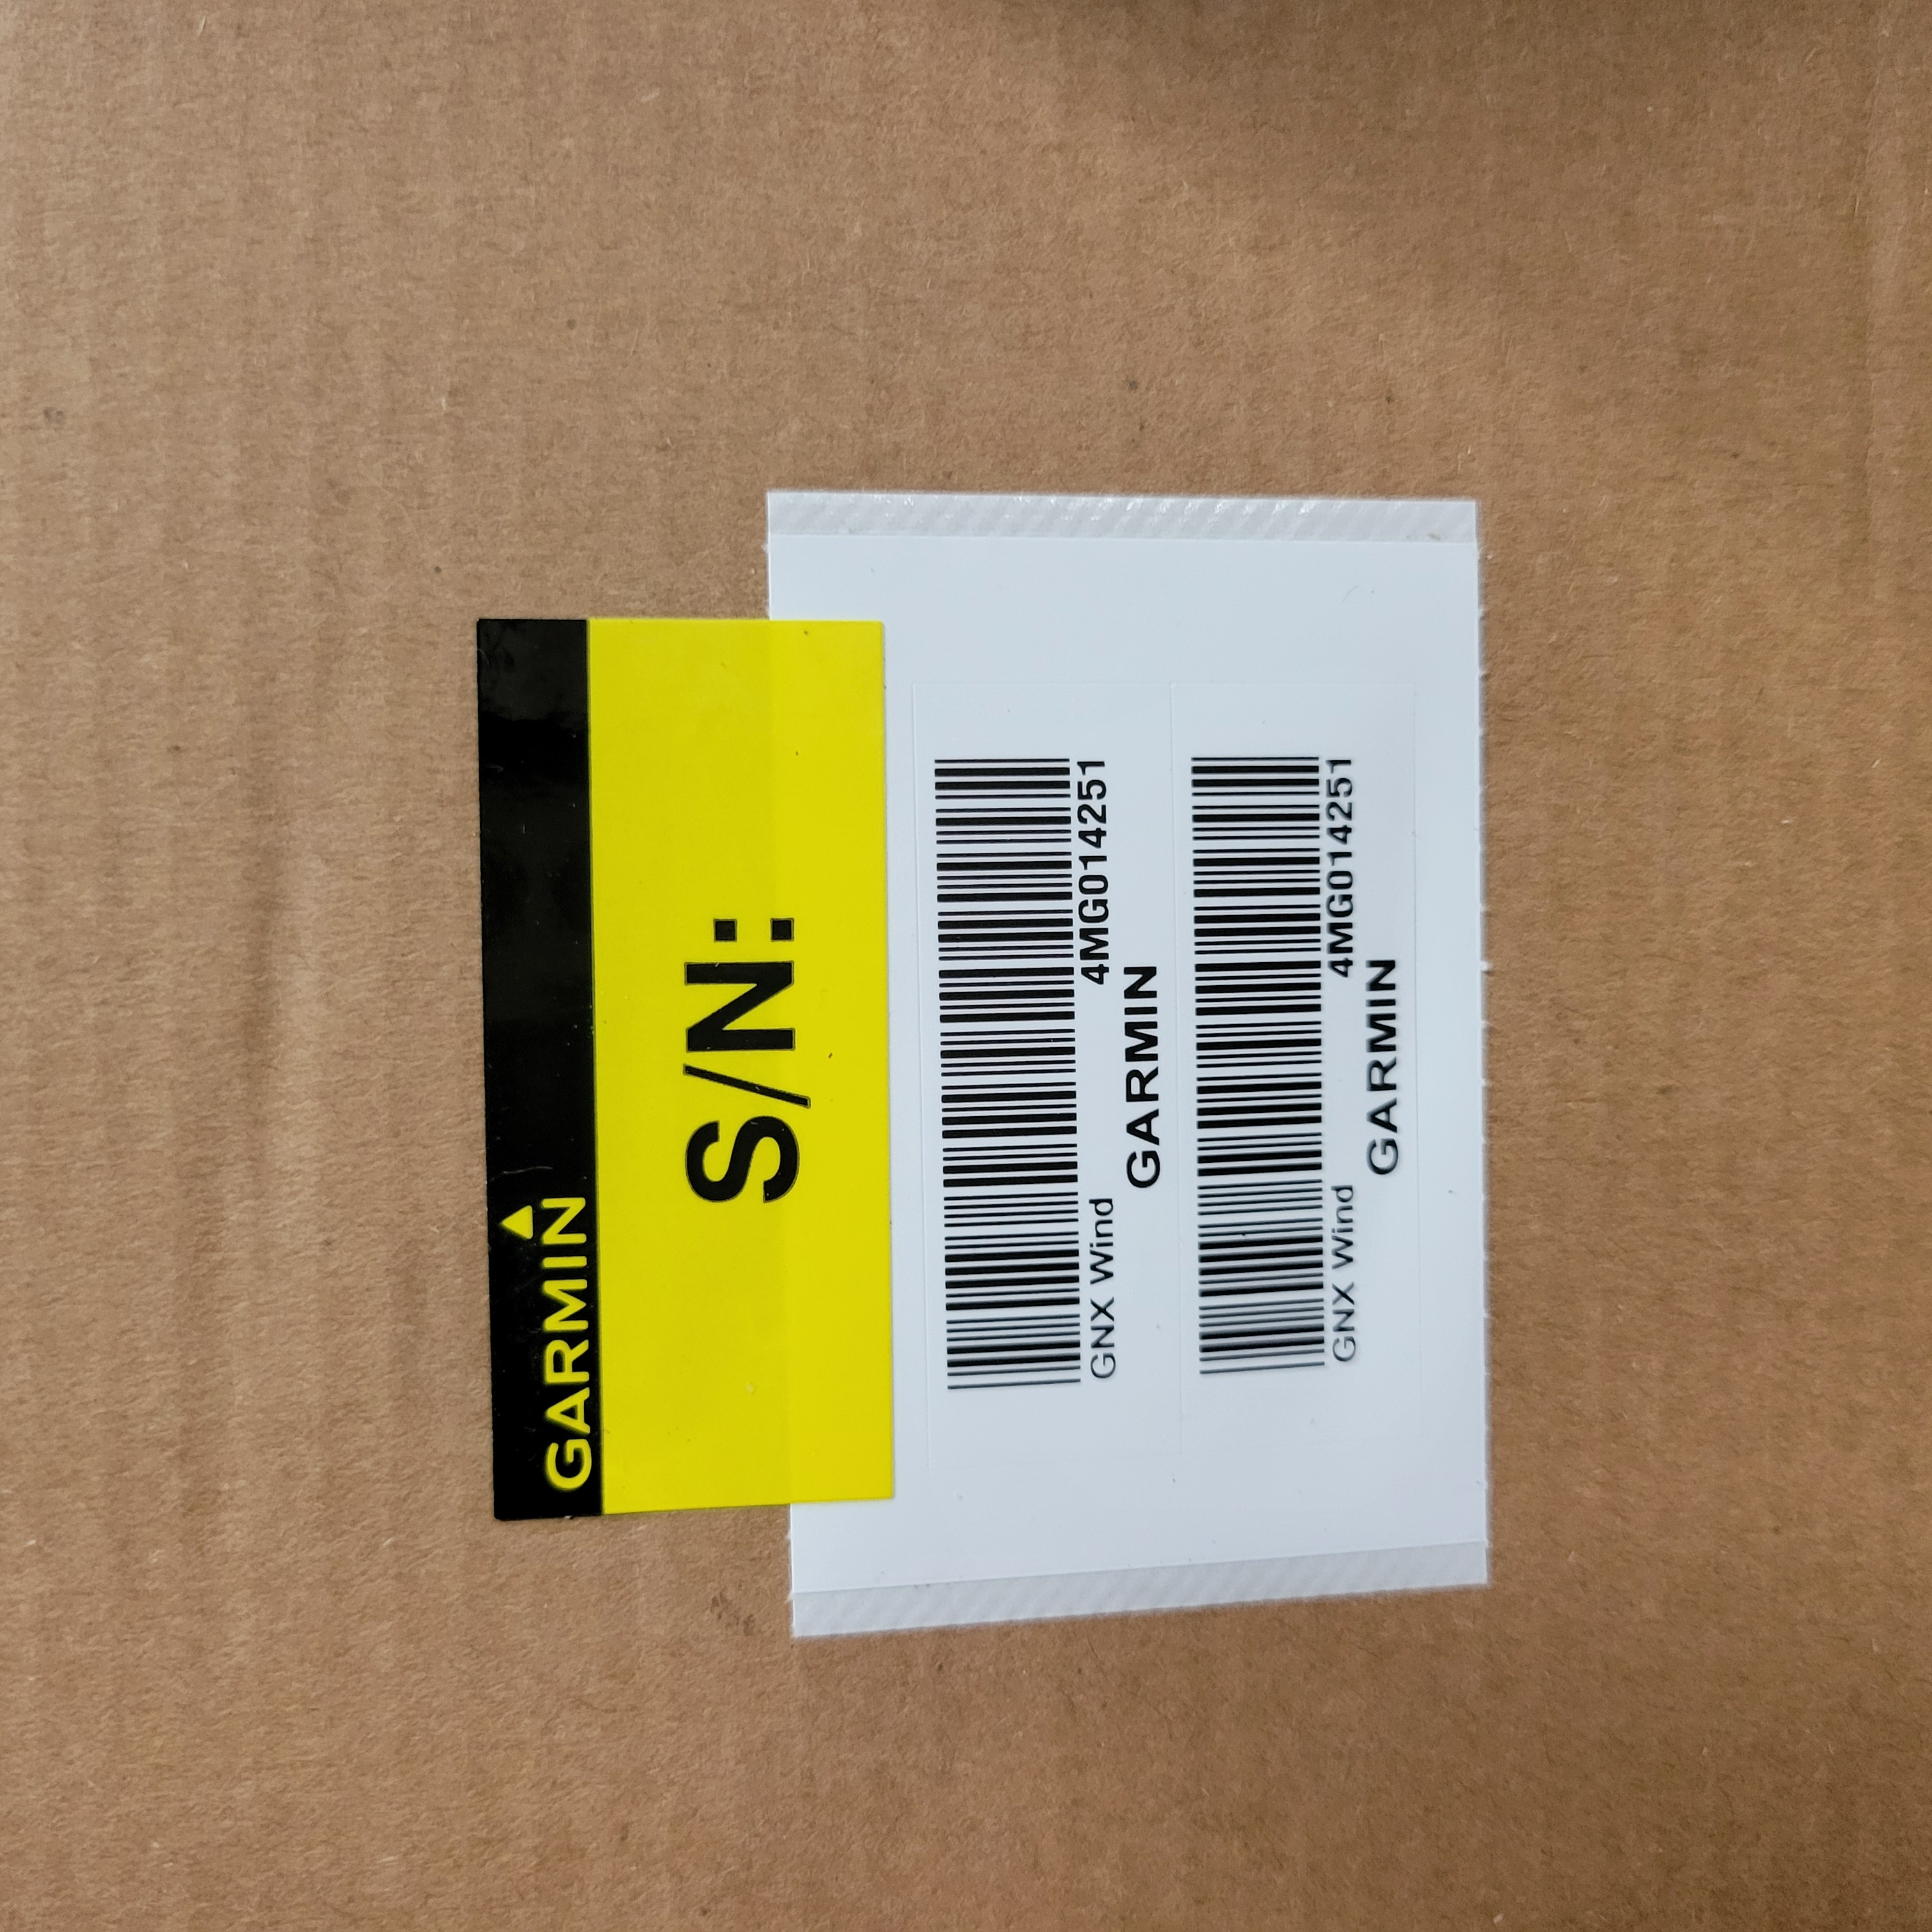 GARMIN
S/N:
GNX Wind 4MG014251
GARMIN
GNX Wind 4MG014251
GARMIN